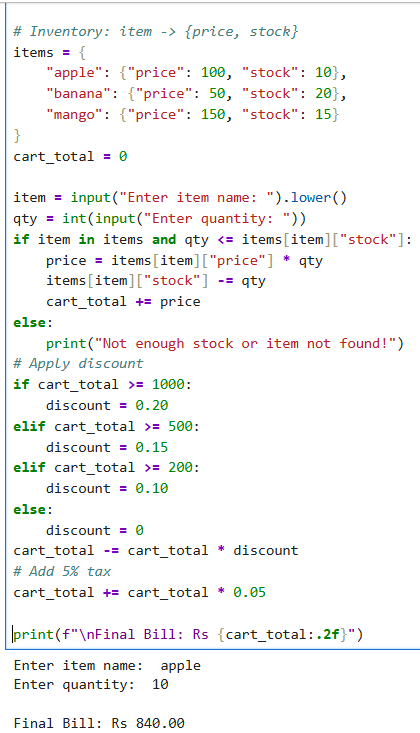 # Inventory: item -> {price, stock}
items = {
    "apple": {"price": 100, "stock": 10},
    "banana": {"price": 50, "stock": 20},
    "mango": {"price": 150, "stock": 15}
}
cart_total = 0

item = input("Enter item name: ").lower()
qty = int(input("Enter quantity: "))
if item in items and qty <= items[item]["stock"]:
    price = items[item]["price"] * qty
    items[item]["stock"] -= qty
    cart_total += price
else:
    print("Not enough stock or item not found!")
# Apply discount
if cart_total >= 1000:
    discount = 0.20
elif cart_total >= 500:
    discount = 0.15
elif cart_total >= 200:
    discount = 0.10
else:
    discount = 0
cart_total -= cart_total * discount
# Add 5% tax
cart_total += cart_total * 0.05

print(f"\nFinal Bill: Rs {cart_total:.2f}")
Enter item name:  apple
Enter quantity:  10

Final Bill: Rs 840.00